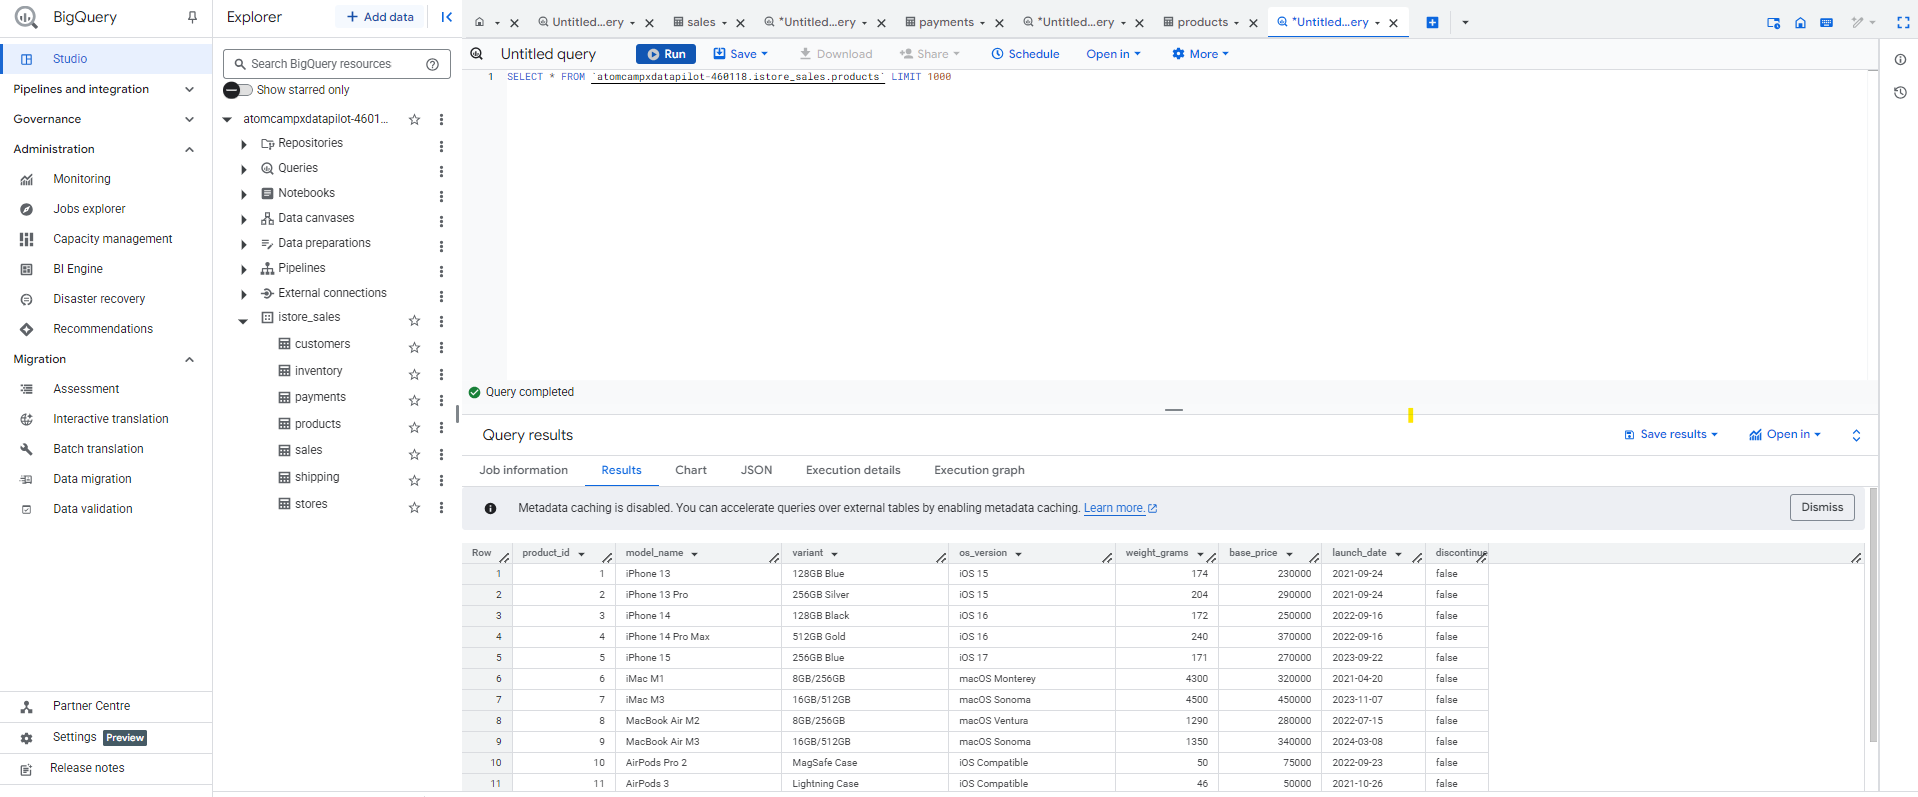 BigQuery
Studio
Pipelines and integration
Governance
Administration
Monitoring
Jobs explorer
Capacity management
BI Engine
Disaster recovery
Recommendations
Migration
Assessment
Interactive translation
Batch translation
Data migration
Data validation
Partner Centre
Settings Preview
Release notes
Explorer
+ Add data
Search BigQuery resources
Show starred only
atomcampxdatapilot-4601...
Repositories
Queries
Notebooks
Data canvases
Data preparations
Pipelines
External connections
istore_sales
customers
inventory
payments
products
sales
shipping
stores
Untitled...ery sales *Untitled...ery payments *Untitled...ery products *Untitled...ery
Untitled query Run Save Download Share Schedule Open in More
1 SELECT * FROM `atomcampxdatapilot-460118.istore_sales.products` LIMIT 1000
Query completed
Query results Save results Open in
Job information Results Chart JSON Execution details Execution graph
Metadata caching is disabled. You can accelerate queries over external tables by enabling metadata caching. Learn more. Dismiss
Row product_id model_name variant os_version weight_grams base_price launch_date discontinue
1 1 iPhone 13 128GB Blue iOS 15 174 230000 2021-09-24 false
2 2 iPhone 13 Pro 256GB Silver iOS 15 204 290000 2021-09-24 false
3 3 iPhone 14 128GB Black iOS 16 172 250000 2022-09-16 false
4 4 iPhone 14 Pro Max 512GB Gold iOS 16 240 370000 2022-09-16 false
5 5 iPhone 15 256GB Blue iOS 17 171 270000 2023-09-22 false
6 6 iMac M1 8GB/256GB macOS Monterey 4300 320000 2021-04-20 false
7 7 iMac M3 16GB/512GB macOS Sonoma 4500 450000 2023-11-07 false
8 8 MacBook Air M2 8GB/256GB macOS Ventura 1290 280000 2022-07-15 false
9 9 MacBook Air M3 16GB/512GB macOS Sonoma 1350 340000 2024-03-08 false
10 10 AirPods Pro 2 MagSafe Case iOS Compatible 50 75000 2022-09-23 false
11 11 AirPods 3 Lightning Case iOS Compatible 46 50000 2021-10-26 false